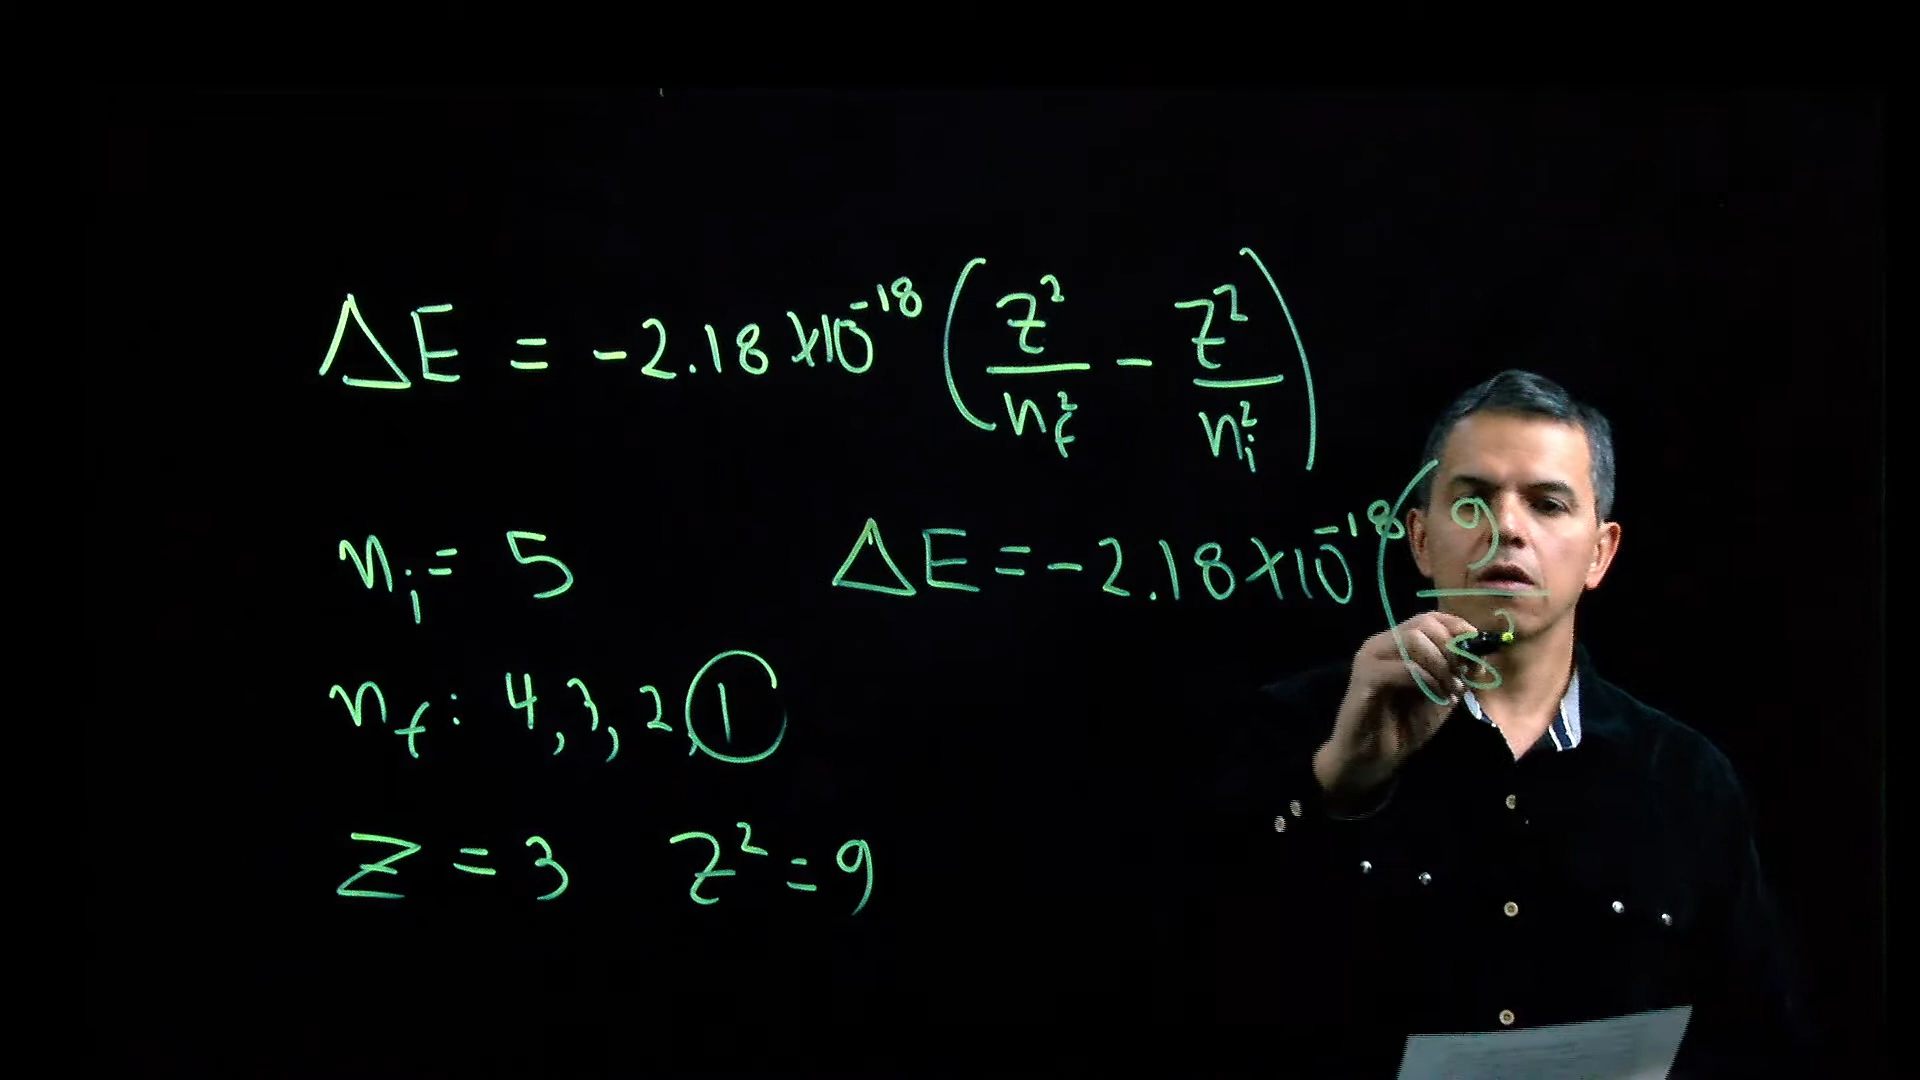 ΔE = -2.18 x10⁻¹⁸ (Z²/n_f² - Z²/n_i²)
n_i = 5
ΔE = -2.18 x10⁻¹⁸ (9/5²
n_f : 4, 3, 2, 1
Z = 3 Z² = 9